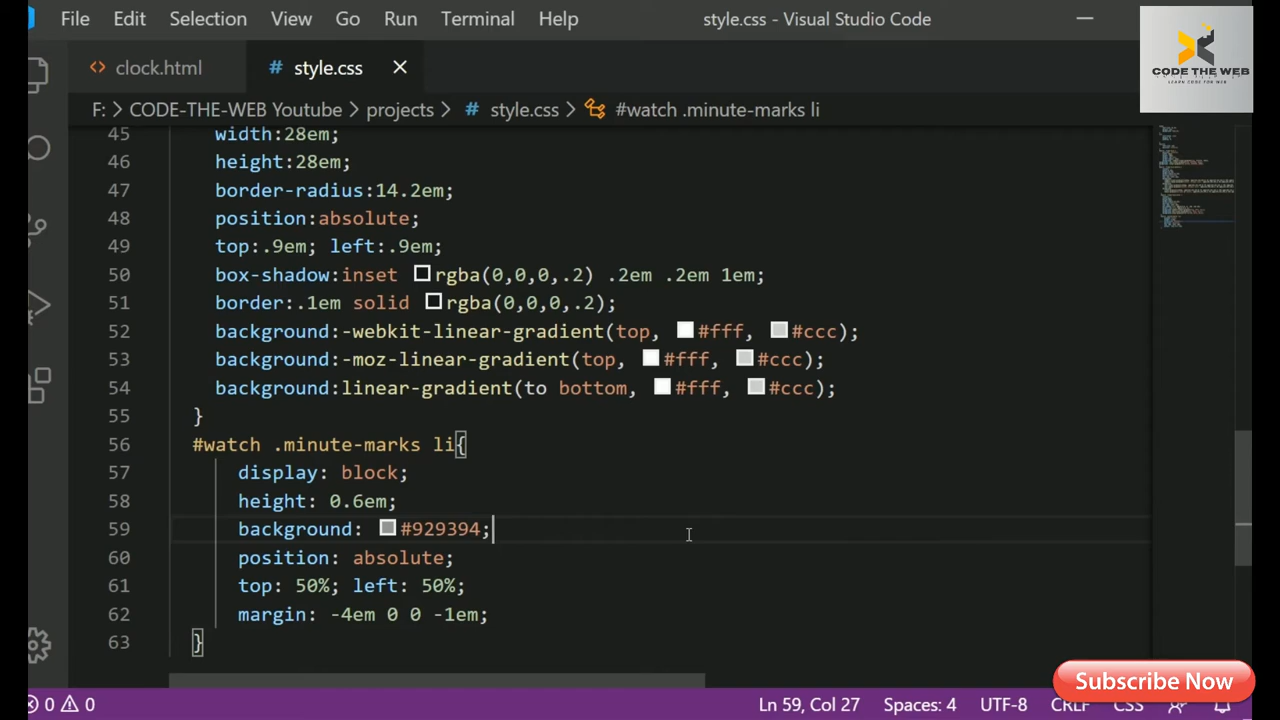 File Edit Selection View Go Run Terminal Help style.css - Visual Studio Code
CODE THE WEB
LEARN CODE FOR WEB
clock.html style.css
F: > CODE-THE-WEB Youtube > projects > # style.css > #watch .minute-marks li
45 width:28em;
46 height:28em;
47 border-radius:14.2em;
48 position:absolute;
49 top:.9em; left:.9em;
50 box-shadow:inset rgba(0,0,0,.2) .2em .2em 1em;
51 border:.1em solid rgba(0,0,0,.2);
52 background:-webkit-linear-gradient(top, #fff, #ccc);
53 background:-moz-linear-gradient(top, #fff, #ccc);
54 background:linear-gradient(to bottom, #fff, #ccc);
55 }
56 #watch .minute-marks li{
57 display: block;
58 height: 0.6em;
59 background: #929394;
60 position: absolute;
61 top: 50%; left: 50%;
62 margin: -4em 0 0 -1em;
63 }
Subscribe Now
0 0 Ln 59, Col 27 Spaces: 4 UTF-8 CRLF CSS